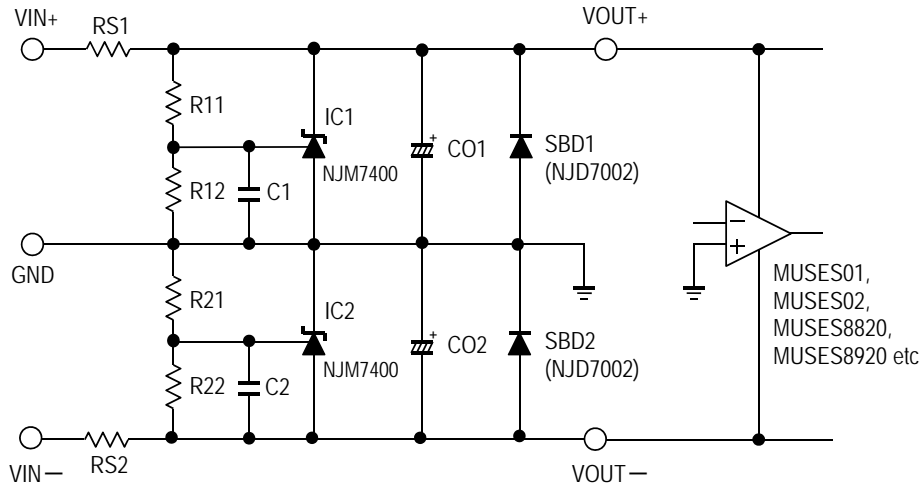 VIN+
RS1
VOUT+
R11
IC1
NJM7400
CO1
+
SBD1
(NJD7002)
R12
C1
GND
R21
IC2
NJM7400
CO2
+
SBD2
(NJD7002)
R22
C2
−
+
MUSES01,
MUSES02,
MUSES8820,
MUSES8920 etc
VIN−
RS2
VOUT−